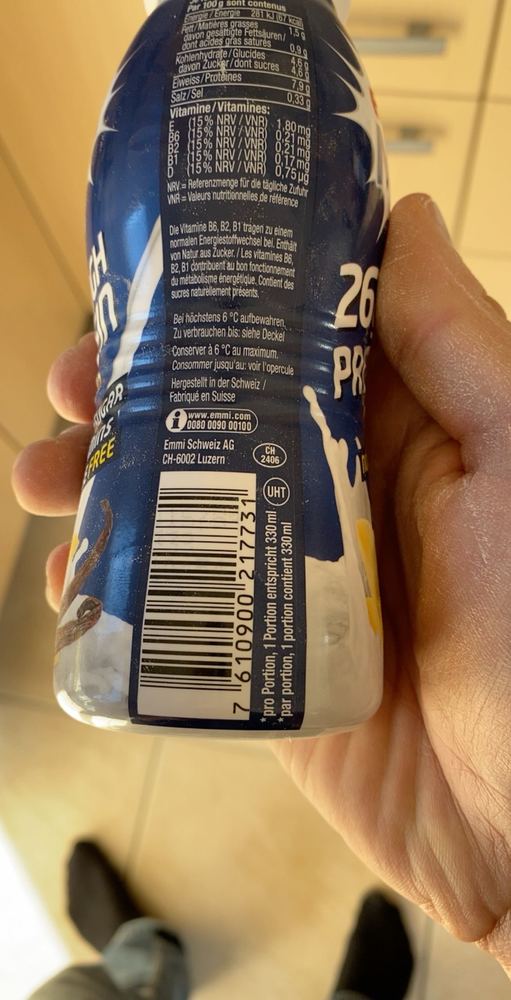 Per 100g sont contenus
Energie/Energie 281 kJ (67 kcal)
Fett/Matières grasses 1,5 g
davon gesättigte Fettsäuren/
dont acides gras saturés 0,9 g
Kohlenhydrate/Glucides 4,6 g
davon Zucker/dont sucres 4,6 g
Eiweiss/Protéines 7,9 g
Salz/Sel 0,33 g
Vitamine/Vitamines:
E (15% NRV/VNR) 1,80 mg
B6 (15% NRV/VNR) 0,21 mg
B2 (15% NRV/VNR) 0,21 mg
B1 (15% NRV/VNR) 0,17 mg
D (15% NRV/VNR) 0,75 µg
NRV = Referenzmenge für die tägliche Zufuhr
VNR = Valeurs nutritionnelles de référence
Die Vitamine B6, B2, B1 tragen zu einem
normalen Energiestoffwechsel bei. Enthält
von Natur aus Zucker. / Les vitamines B6,
B2, B1 contribuent au bon fonctionnement
du métabolisme énergétique. Contient des
sucres naturellement présents.
Bei höchstens 6 °C aufbewahren.
Zu verbrauchen bis: siehe Deckel
Conserver à 6 °C au maximum.
Consommer jusqu'au: voir l'opercule
Hergestellt in der Schweiz /
Fabriqué en Suisse
i www.emmi.com
0080 0090 00100
Emmi Schweiz AG
CH-6002 Luzern
CH
2406
UHT
7 610900 217731
*pro Portion, 1 Portion entspricht 330 ml
*par portion, 1 portion contient 330 ml
26
FREE